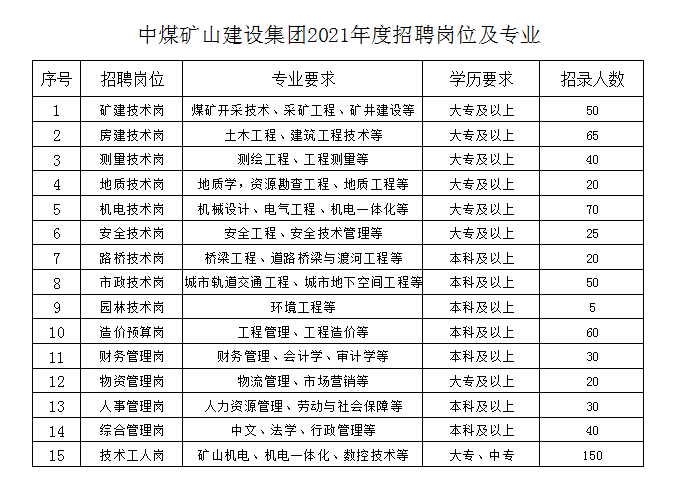 中煤矿山建设集团2021年度招聘岗位及专业
序号 招聘岗位 专业要求 学历要求 招录人数
1 矿建技术岗 煤矿开采技术、采矿工程、矿井建设等 大专及以上 50
2 房建技术岗 土木工程、建筑工程技术等 大专及以上 65
3 测量技术岗 测绘工程、工程测量等 大专及以上 40
4 地质技术岗 地质学,资源勘查工程、地质工程等 大专及以上 20
5 机电技术岗 机械设计、电气工程、机电一体化等 大专及以上 70
6 安全技术岗 安全工程、安全技术管理等 大专及以上 25
7 路桥技术岗 桥梁工程、道路桥梁与渡河工程等 本科及以上 20
8 市政技术岗 城市轨道交通工程、城市地下空间工程等 本科及以上 50
9 园林技术岗 环境工程等 本科及以上 5
10 造价预算岗 工程管理、工程造价等 本科及以上 60
11 财务管理岗 财务管理、会计学、审计学等 本科及以上 30
12 物资管理岗 物流管理、市场营销等 大专及以上 20
13 人事管理岗 人力资源管理、劳动与社会保障等 本科及以上 30
14 综合管理岗 中文、法学、行政管理等 本科及以上 40
15 技术工人岗 矿山机电、机电一体化、数控技术等 大专、中专 150